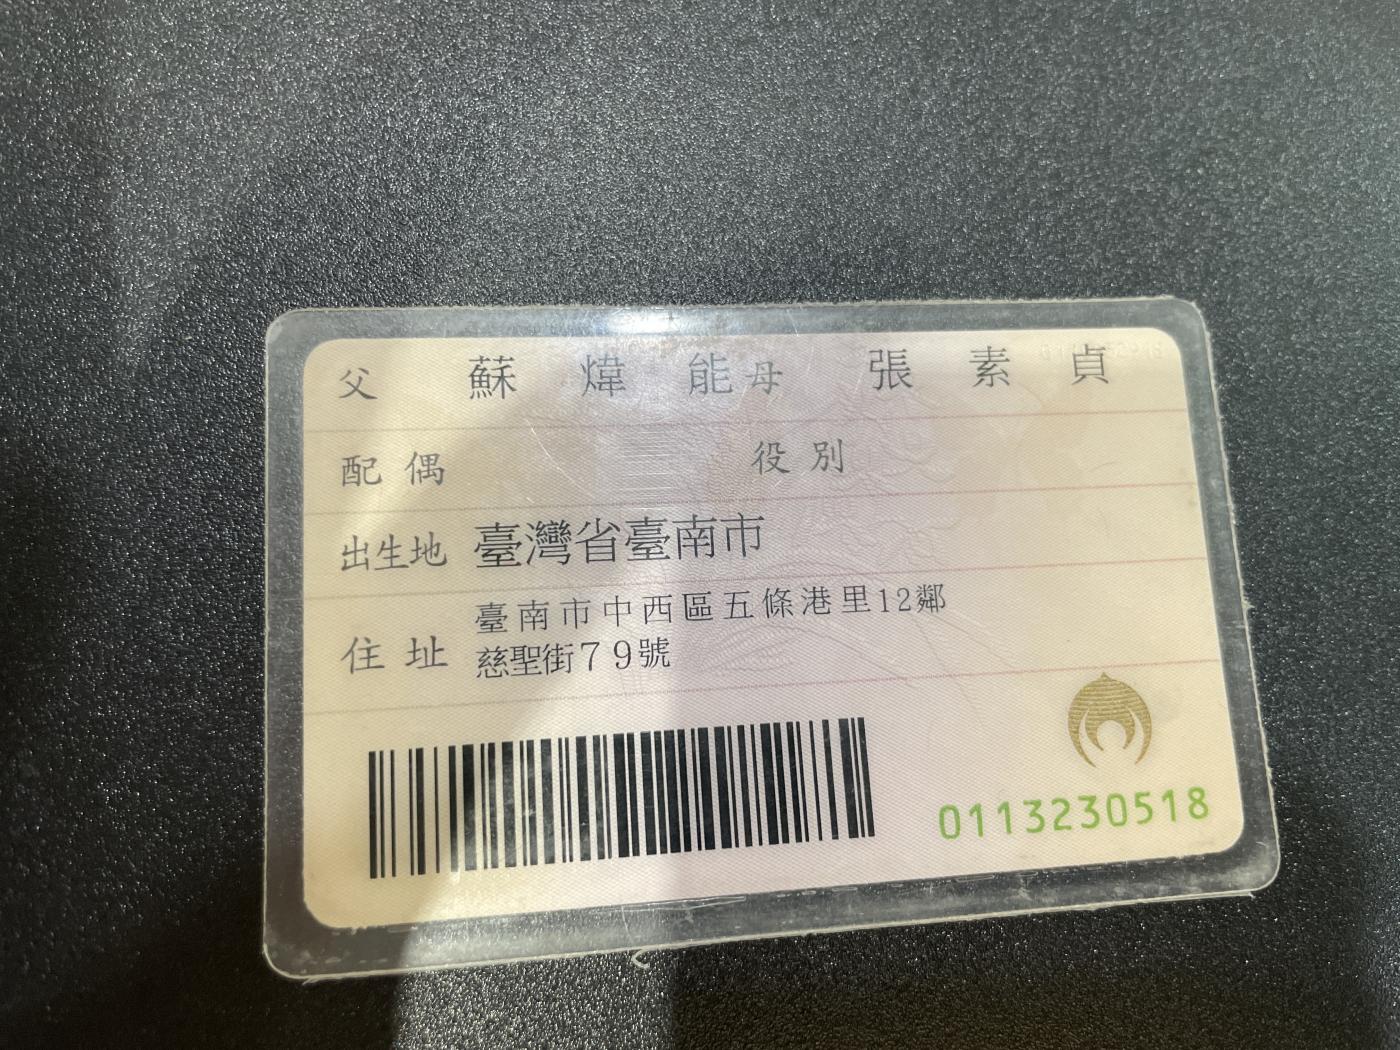 父 蘇煒能 母 張素貞
配偶 役別
出生地 臺灣省臺南市
住址 臺南市中西區五條港里12鄰
慈聖街79號
0113230518